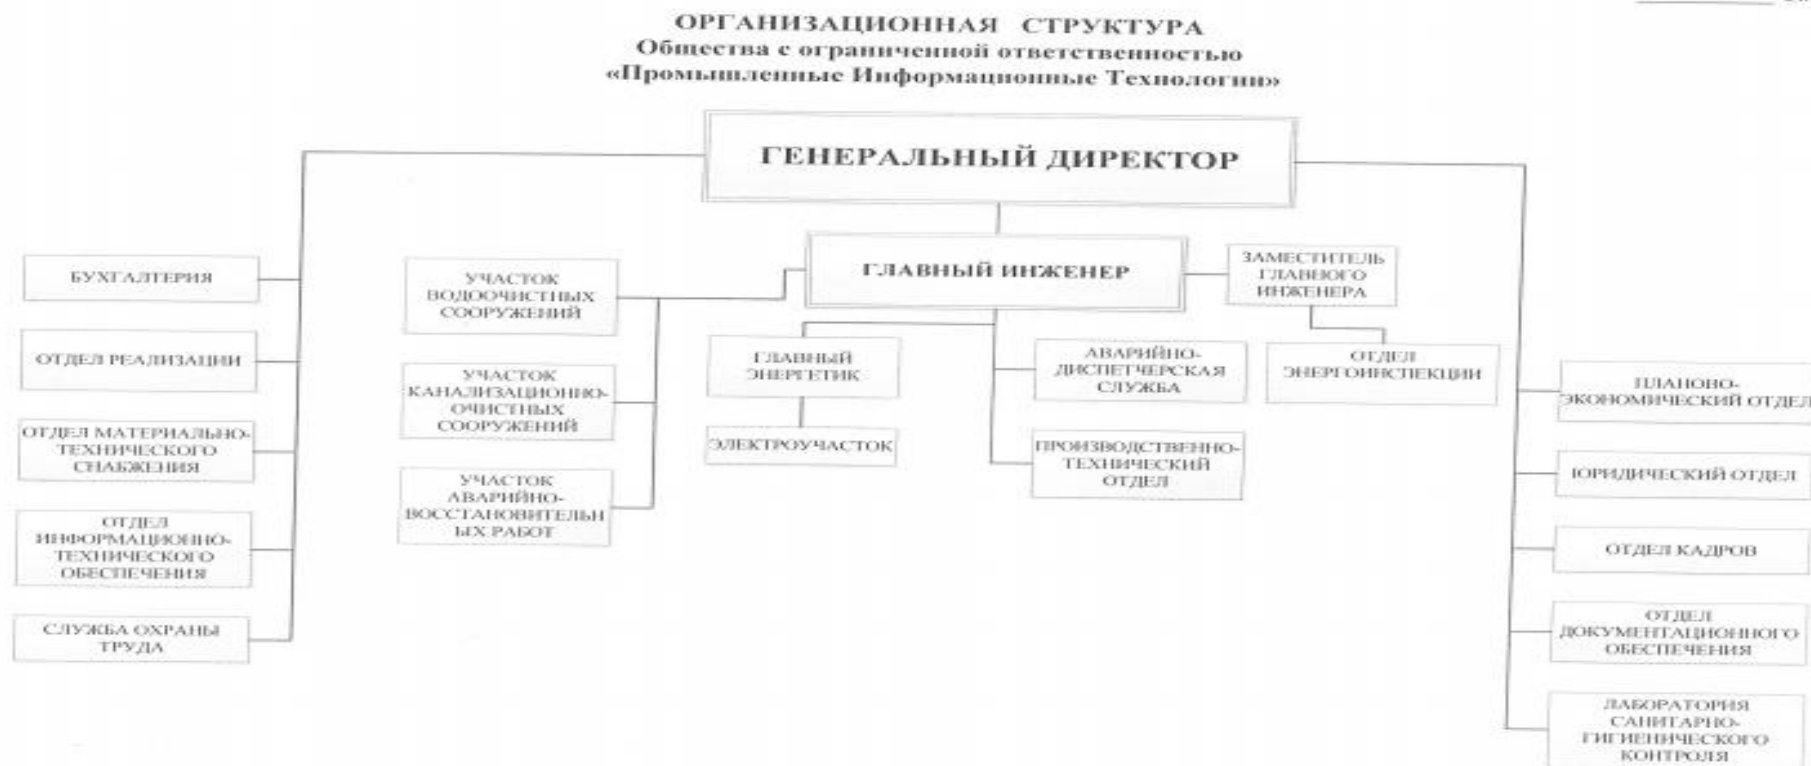 ОРГАНИЗАЦИОННАЯ СТРУКТУРА
Общества с ограниченной ответственностью
«Промышленные Информационные Технологии»
ГЕНЕРАЛЬНЫЙ ДИРЕКТОР
ГЛАВНЫЙ ИНЖЕНЕР
ЗАМЕСТИТЕЛЬ
ГЛАВНОГО
ИНЖЕНЕРА
БУХГАЛТЕРИЯ
ОТДЕЛ РЕАЛИЗАЦИИ
ОТДЕЛ МАТЕРИАЛЬНО-
ТЕХНИЧЕСКОГО
СНАБЖЕНИЯ
ОТДЕЛ
ИНФОРМАЦИОННО-
ТЕХНИЧЕСКОГО
ОБЕСПЕЧЕНИЯ
СЛУЖБА ОХРАНЫ
ТРУДА
УЧАСТОК
ВОДООЧИСТНЫХ
СООРУЖЕНИЙ
УЧАСТОК
КАНАЛИЗАЦИОННО-
ОЧИСТНЫХ
СООРУЖЕНИЙ
УЧАСТОК
АВАРИЙНО-
ВОССТАНОВИТЕЛЬН
ЫХ РАБОТ
ГЛАВНЫЙ
ЭНЕРГЕТИК
ЭЛЕКТРОУЧАСТОК
АВАРИЙНО-
ДИСПЕТЧЕРСКАЯ
СЛУЖБА
ПРОИЗВОДСТВЕННО-
ТЕХНИЧЕСКИЙ
ОТДЕЛ
ОТДЕЛ
ЭНЕРГОИНСПЕКЦИИ
ПЛАНОВО-
ЭКОНОМИЧЕСКИЙ ОТДЕЛ
ЮРИДИЧЕСКИЙ ОТДЕЛ
ОТДЕЛ КАДРОВ
ОТДЕЛ
ДОКУМЕНТАЦИОННОГО
ОБЕСПЕЧЕНИЯ
ЛАБОРАТОРИЯ
САНИТАРНО-
ГИГИЕНИЧЕСКОГО
КОНТРОЛЯ